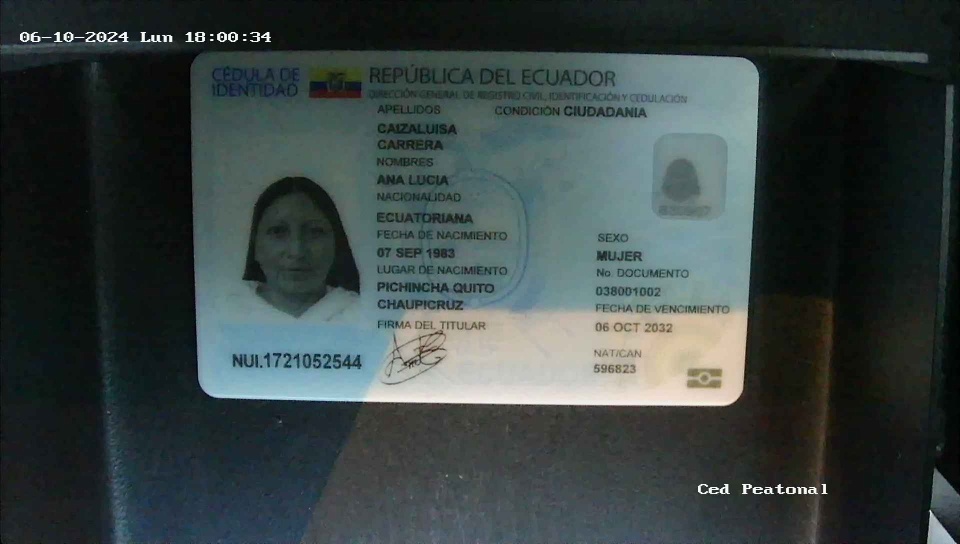 06-10-2024 Lun 18:00:34
CÉDULA DE IDENTIDAD
REPÚBLICA DEL ECUADOR
DIRECCIÓN GENERAL DE REGISTRO CIVIL, IDENTIFICACIÓN Y CEDULACIÓN
APELLIDOS CONDICIÓN CIUDADANIA
CAIZALUISA
CARRERA
NOMBRES
ANA LUCIA
NACIONALIDAD
ECUATORIANA
FECHA DE NACIMIENTO
07 SEP 1983
LUGAR DE NACIMIENTO
PICHINCHA QUITO
CHAUPICRUZ
FIRMA DEL TITULAR
SEXO
MUJER
No. DOCUMENTO
038001002
FECHA DE VENCIMIENTO
06 OCT 2032
NAT/CAN
596823
NUI.1721052544
Ced Peatonal